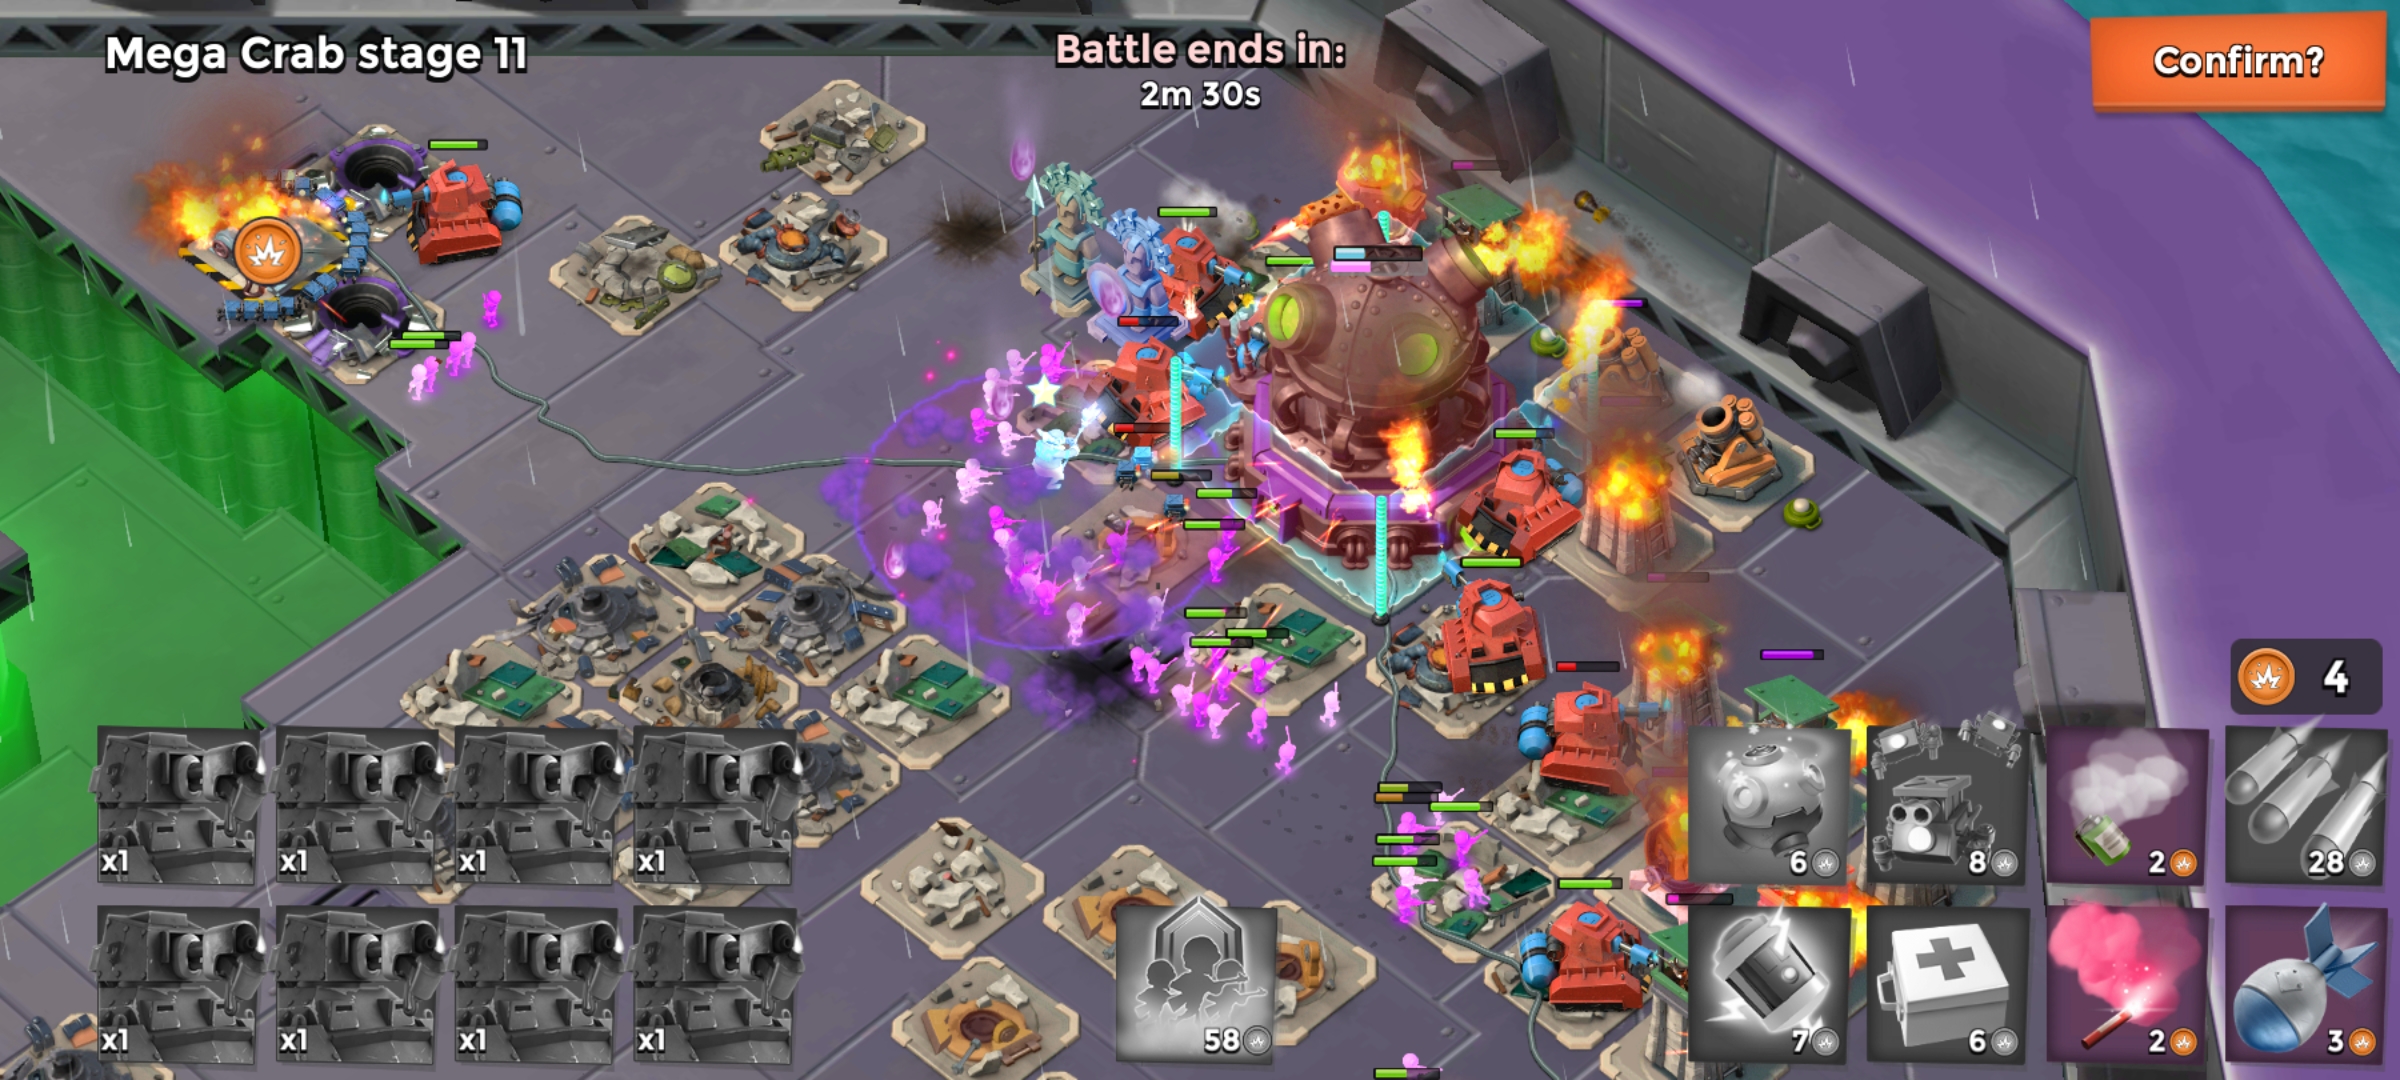 Mega Crab stage 11
Battle ends in:
2m 30s
Confirm?
4
x1
x1
x1
x1
6
8
2
28
x1
x1
x1
x1
58
7
6
2
3